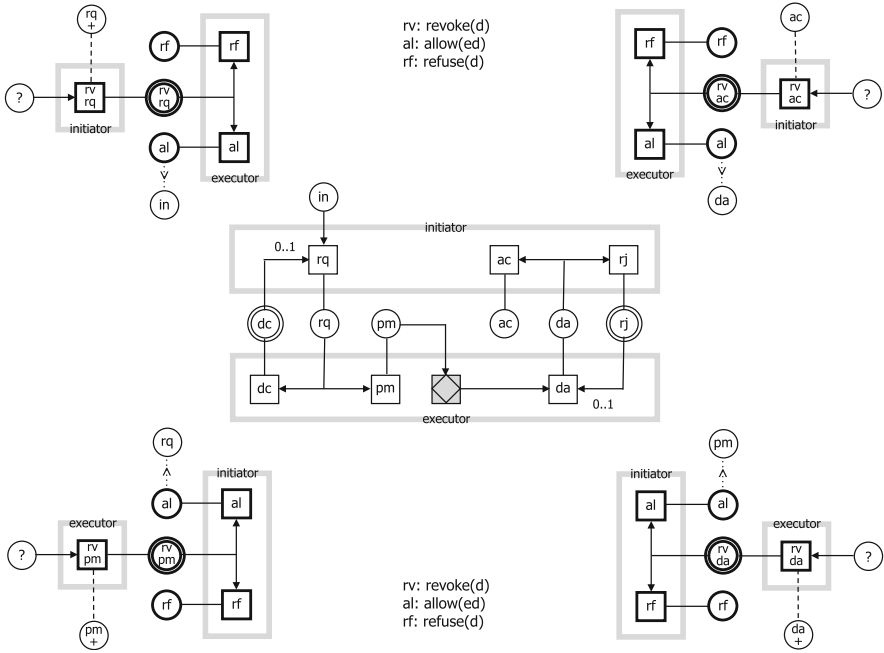 rq
+
rf
rf
rv: revoke(d)
al: allow(ed)
rf: refuse(d)
rf
rf
ac
?
rv
rq
rv
rq
initiator
al
al
executor
in
rv
ac
rv
ac
?
initiator
al
al
executor
da
in
initiator
0..1
rq
ac
rj
dc
rq
pm
ac
da
rj
dc
pm
da
0..1
executor
rq
initiator
al
al
executor
?
rv
pm
rv
pm
rf
rf
pm
+
rv: revoke(d)
al: allow(ed)
rf: refuse(d)
pm
initiator
al
al
executor
rv
da
rv
da
?
rf
rf
da
+